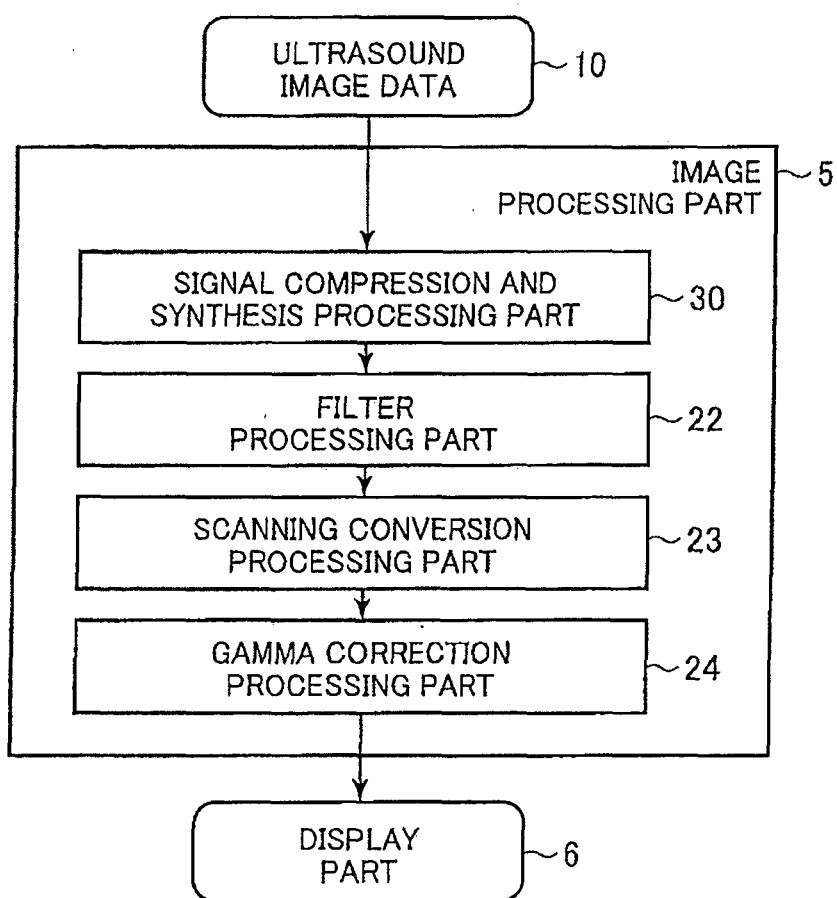 ULTRASOUND
IMAGE DATA
10
IMAGE
PROCESSING PART
5
SIGNAL COMPRESSION AND
SYNTHESIS PROCESSING PART
30
FILTER
PROCESSING PART
22
SCANNING CONVERSION
PROCESSING PART
23
GAMMA CORRECTION
PROCESSING PART
24
DISPLAY
PART
6